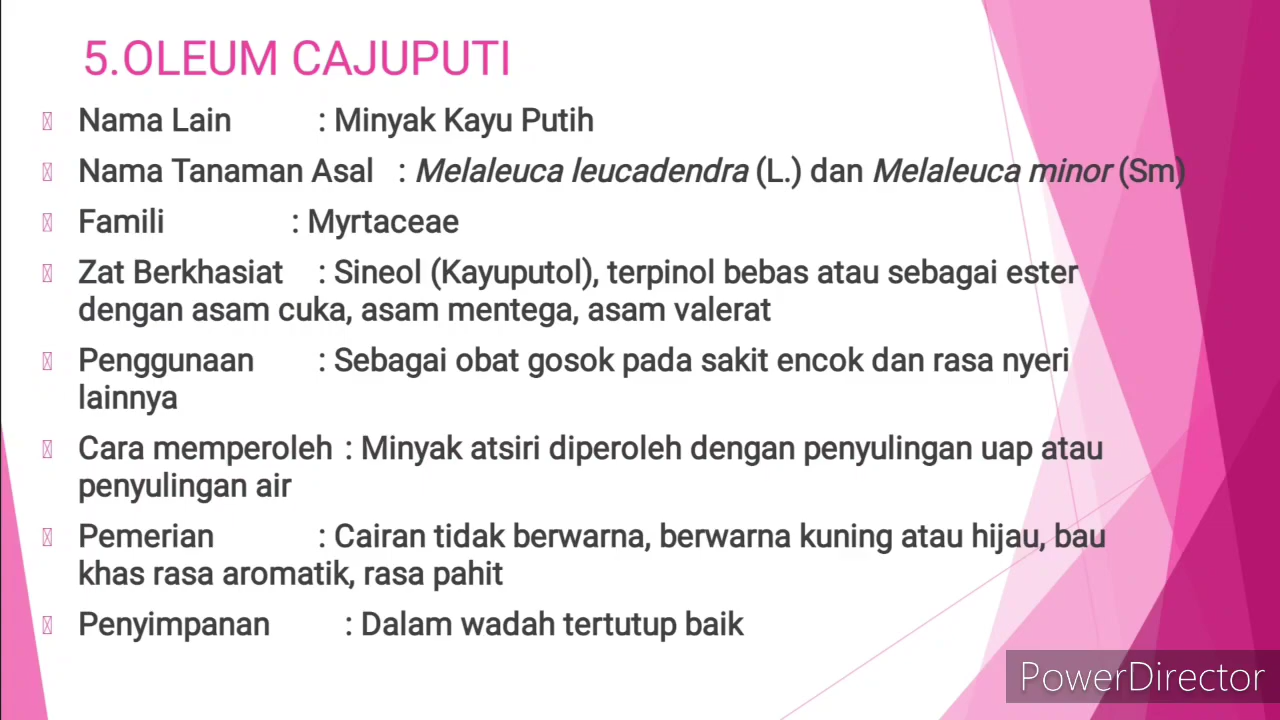 5.OLEUM CAJUPUTI
Nama Lain : Minyak Kayu Putih
Nama Tanaman Asal : Melaleuca leucadendra (L.) dan Melaleuca minor (Sm)
Famili : Myrtaceae
Zat Berkhasiat : Sineol (Kayuputol), terpinol bebas atau sebagai ester
dengan asam cuka, asam mentega, asam valerat
Penggunaan : Sebagai obat gosok pada sakit encok dan rasa nyeri
lainnya
Cara memperoleh : Minyak atsiri diperoleh dengan penyulingan uap atau
penyulingan air
Pemerian : Cairan tidak berwarna, berwarna kuning atau hijau, bau
khas rasa aromatik, rasa pahit
Penyimpanan : Dalam wadah tertutup baik
PowerDirector